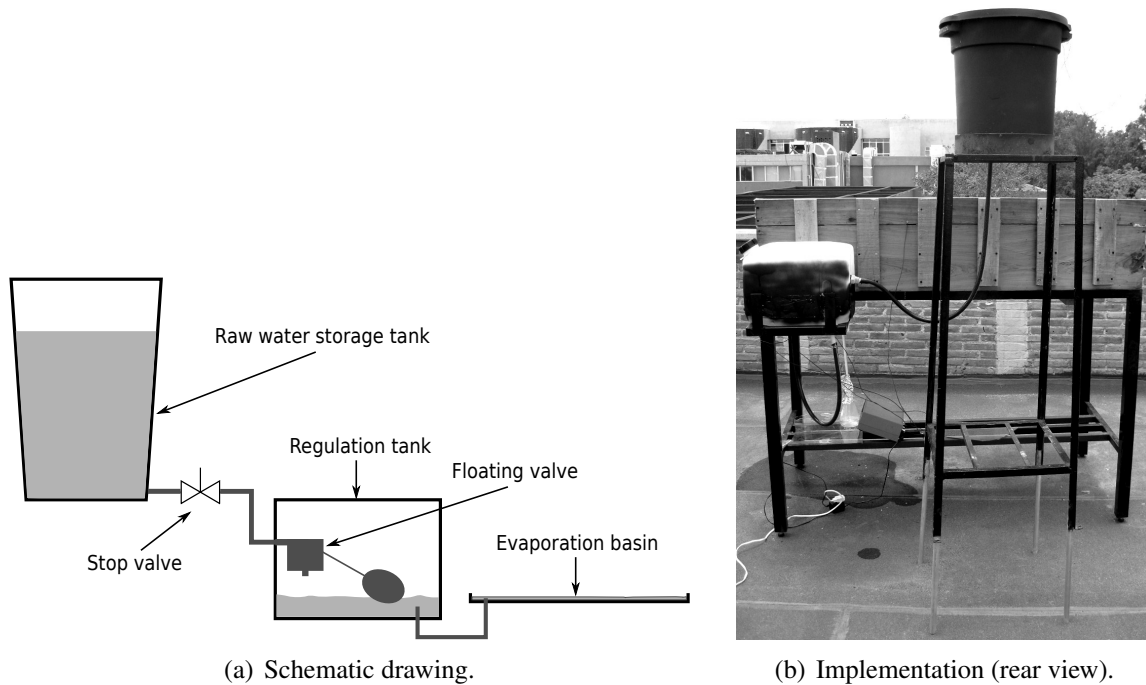 Raw water storage tank
Regulation tank
Floating valve
Stop valve
Evaporation basin
(a) Schematic drawing.
(b) Implementation (rear view).